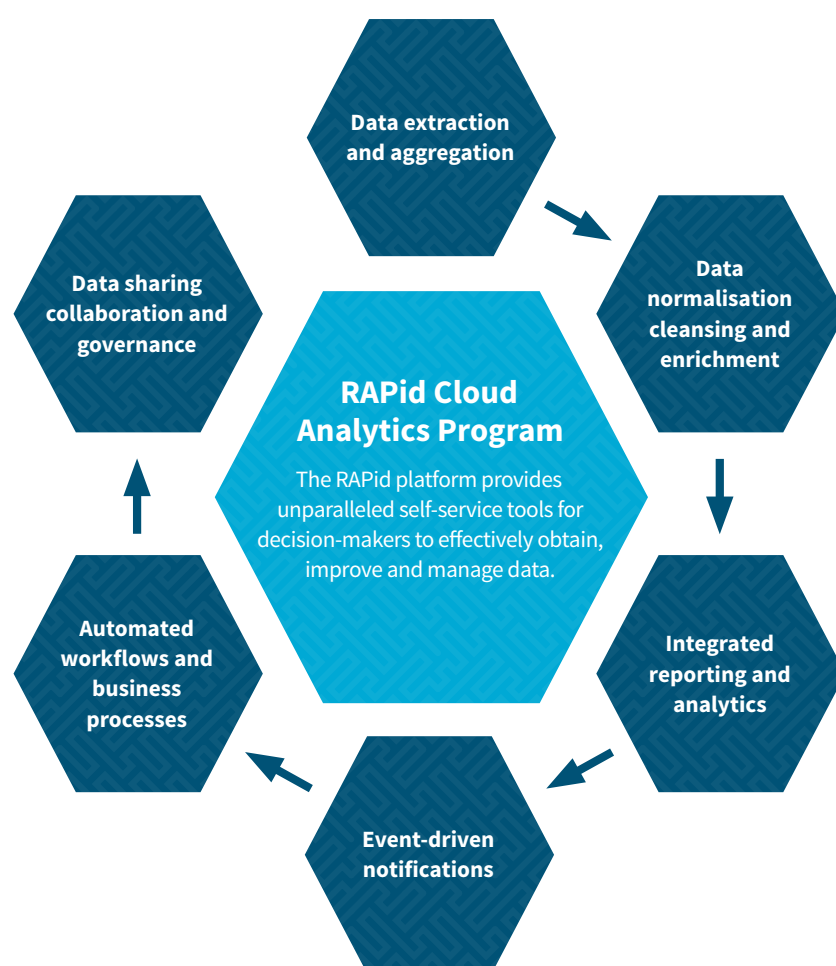 Data extraction
and aggregation
Data
normalisation
cleansing and
enrichment
Integrated
reporting and
analytics
Event-driven
notifications
Automated
workflows and
business
processes
Data sharing
collaboration and
governance
RAPid Cloud
Analytics Program
The RAPid platform provides
unparalleled self-service tools for
decision-makers to effectively obtain,
improve and manage data.